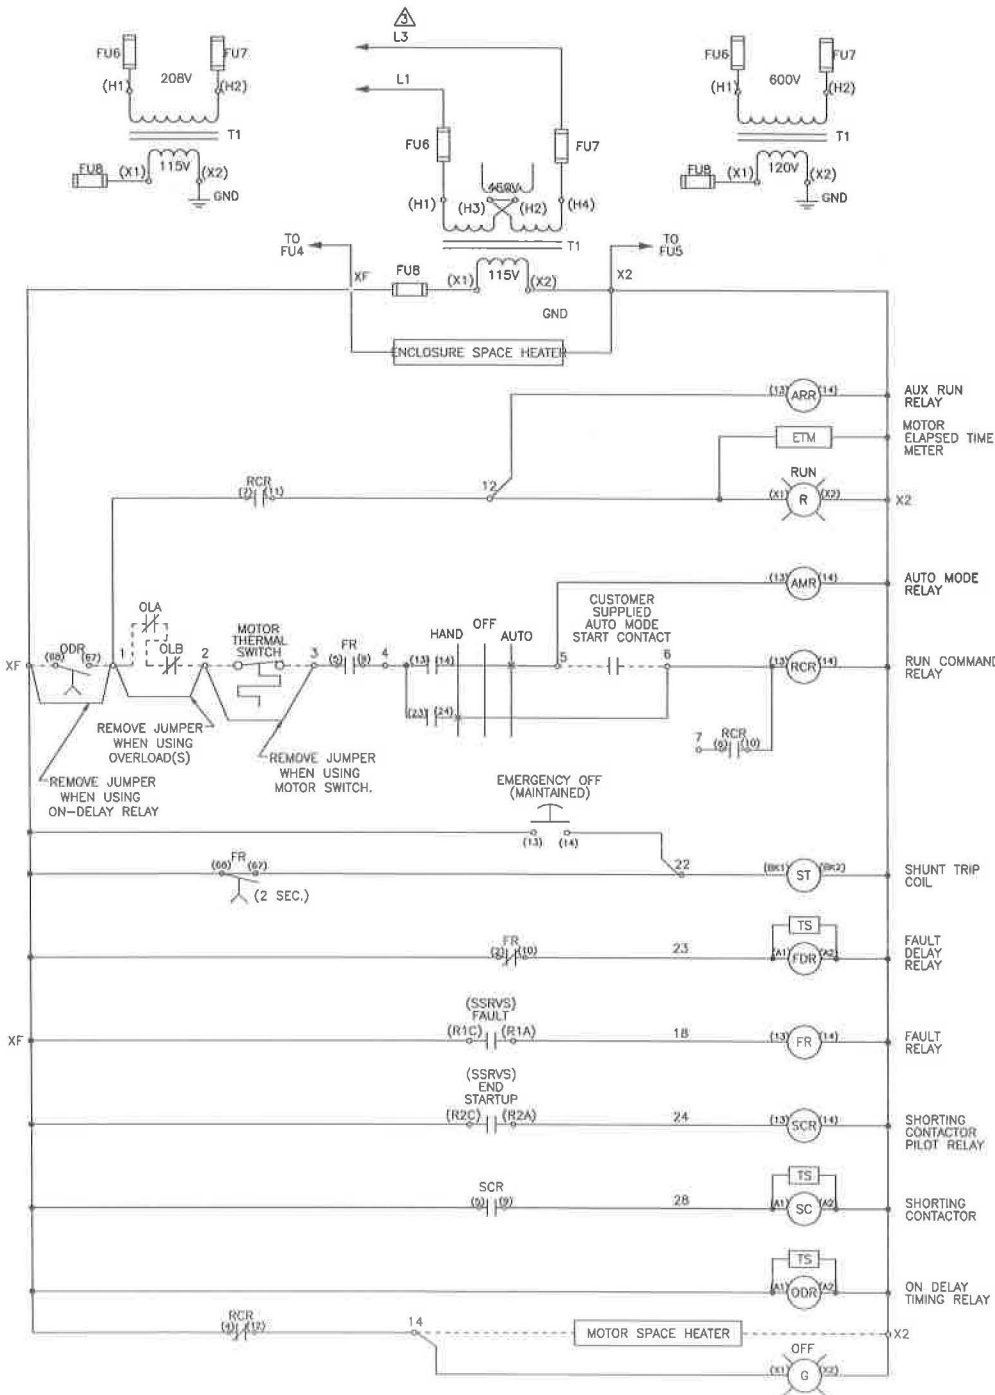 3
L3
L1
FU6
FU7
208V
(H1)
(H2)
T1
FU8
(X1)
115V
(X2)
GND
FU6
FU7
460V
(H1)
(H3)
(H2)
(H4)
T1
FU6
FU7
600V
(H1)
(H2)
T1
FU8
(X1)
120V
(X2)
GND
TO
FU4
TO
FU5
XF
FU8
(X1)
115V
(X2)
X2
GND
ENCLOSURE SPACE HEATER
(13)
ARR
(14)
AUX RUN
RELAY
ETM
MOTOR
ELAPSED TIME
METER
RCR
(7)
(11)
12
RUN
(X1)
R
(X2)
X2
(13)
AMR
(14)
AUTO MODE
RELAY
XF
ODR
(68)
(67)
1
OLA
OLB
2
MOTOR
THERMAL
SWITCH
3
FR
(5)
(9)
4
HAND
OFF
AUTO
(13)
(14)
(23)
(24)
5
CUSTOMER
SUPPLIED
AUTO MODE
START CONTACT
6
(13)
RCR
(14)
RUN COMMAND
RELAY
7
RCR
(6)
(10)
REMOVE JUMPER
WHEN USING
OVERLOAD(S)
REMOVE JUMPER
WHEN USING
MOTOR SWITCH.
REMOVE JUMPER
WHEN USING
ON-DELAY RELAY
EMERGENCY OFF
(MAINTAINED)
(13)
(14)
FR
(67)
(2 SEC.)
22
(BK1)
ST
(BK2)
SHUNT TRIP
COIL
FR
(10)
23
TS
(A1)
FDR
(A2)
FAULT
DELAY
RELAY
XF
(SSRVS)
FAULT
(R1C)
(R1A)
18
(13)
FR
(14)
FAULT
RELAY
(SSRVS)
END
STARTUP
(R2C)
(R2A)
24
(13)
SCR
(14)
SHORTING
CONTACTOR
PILOT RELAY
SCR
(5)
(9)
28
TS
(A1)
SC
(A2)
SHORTING
CONTACTOR
TS
(A1)
ODR
(A2)
ON DELAY
TIMING RELAY
RCR
(4)
(12)
14
MOTOR SPACE HEATER
X2
OFF
(X1)
G
(X2)